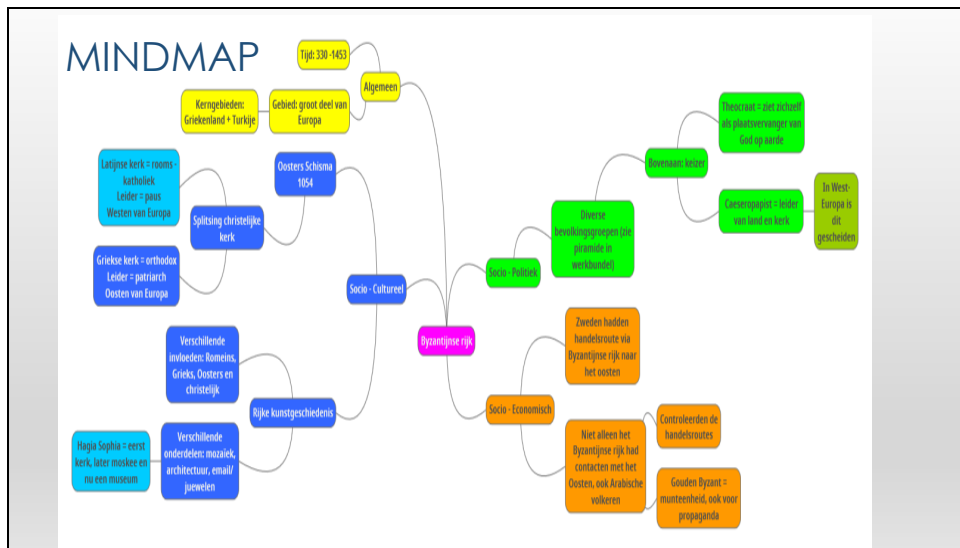 MINDMAP
Tijd: 330 -1453
Algemeen
Kerngebieden:
Griekenland + Turkije
Gebied: groot deel van
Europa
Latijnse kerk = rooms -
katholiek
Leider = paus
Westen van Europa
Oosters Schisma
1054
Splitsing christelijke
kerk
Griekse kerk = orthodox
Leider = patriarch
Oosten van Europa
Socio - Cultureel
Verschillende
invloeden: Romeins,
Grieks, Oosters en
christelijk
Rijke kunstgeschiedenis
Hagia Sophia = eerst
kerk, later moskee en
nu een museum
Verschillende
onderdelen: mozaïek,
architectuur, email/
juewelen
Byzantijnse rijk
Theocraat = ziet zichzelf
als plaatsvervanger van
God op aarde
Bovenaan: keizer
Caeseropapist = leider
van land en kerk
In West-
Europa is
dit
gescheiden
Diverse
bevolkingsgroepen (zie
piramide in
werkbundel)
Socio - Politiek
Zweden hadden
handelsroute via
Byzantijnse rijk naar
het oosten
Socio - Economisch
Niet alleen het
Byzantijnse rijk had
contacten met het
Oosten, ook Arabische
volkeren
Controleerden de
handelsroutes
Gouden Byzant =
munteenheid, ook voor
propaganda